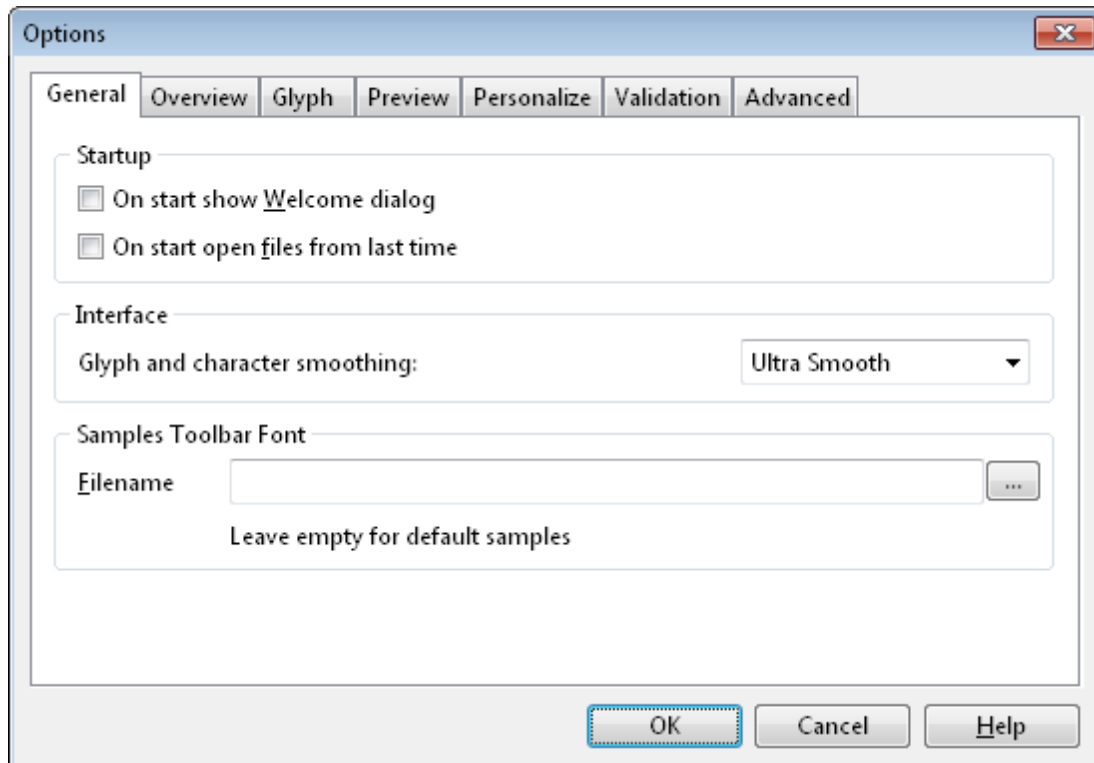 Options
General Overview Glyph Preview Personalize Validation Advanced
Startup
On start show Welcome dialog
On start open files from last time
Interface
Glyph and character smoothing: Ultra Smooth
Samples Toolbar Font
Filename ...
Leave empty for default samples
OK Cancel Help